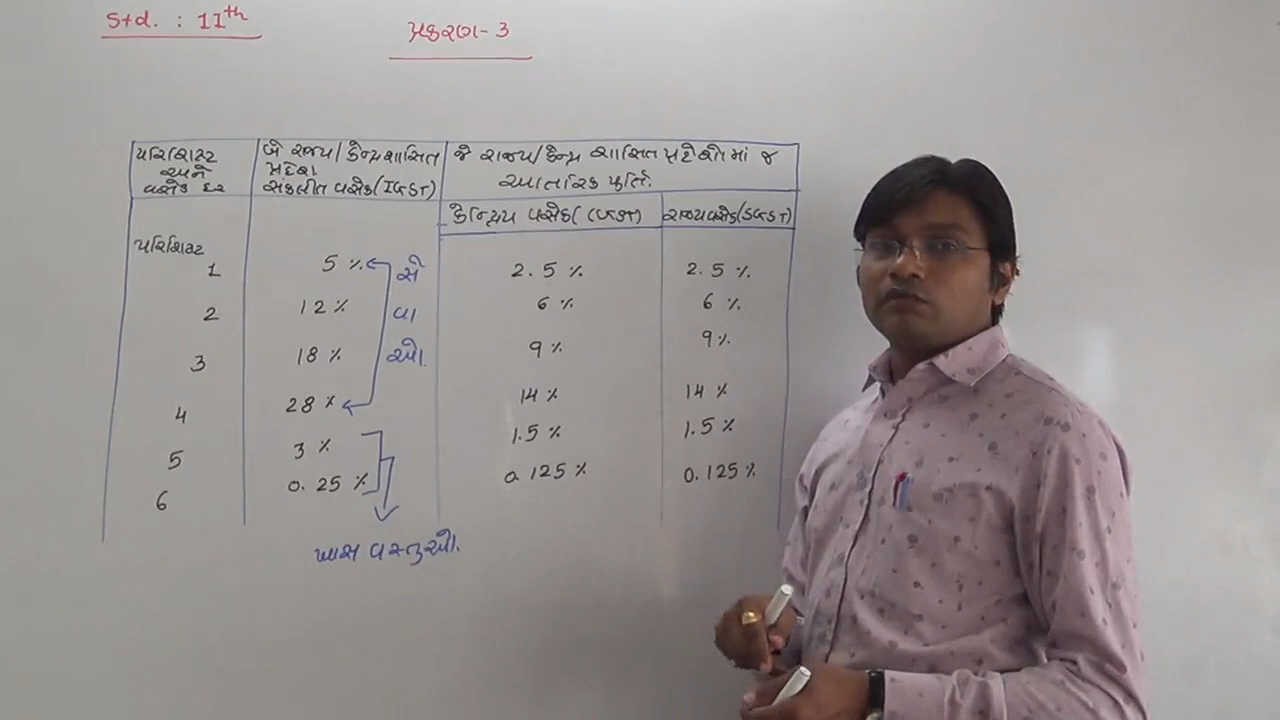 Std. : 11th
પ્રકરણ-3
પરિશિષ્ટ
અને
વસેક દર
બે રાજ્ય/કેન્દ્રશાસિત
પ્રદેશ
સંકલીત વસેક(IGST)
જે રાજ્ય/કેન્દ્ર શાસિત પ્રદેશોમાં જ
આંતરિક પૂર્તિ.
કેન્દ્રિય વસેક(CGST)
રાજ્ય વસેક(SGST)
પરિશિષ્ટ
1 5 % 2.5 % 2.5 %
2 12 % 6 % 6 %
3 18 % 9 % 9 %
4 28 % 14 % 14 %
5 3 % 1.5 % 1.5 %
6 0.25 % 0.125 % 0.125 %
સે
વા
ઓ.
ખાસ વસ્તુઓ.